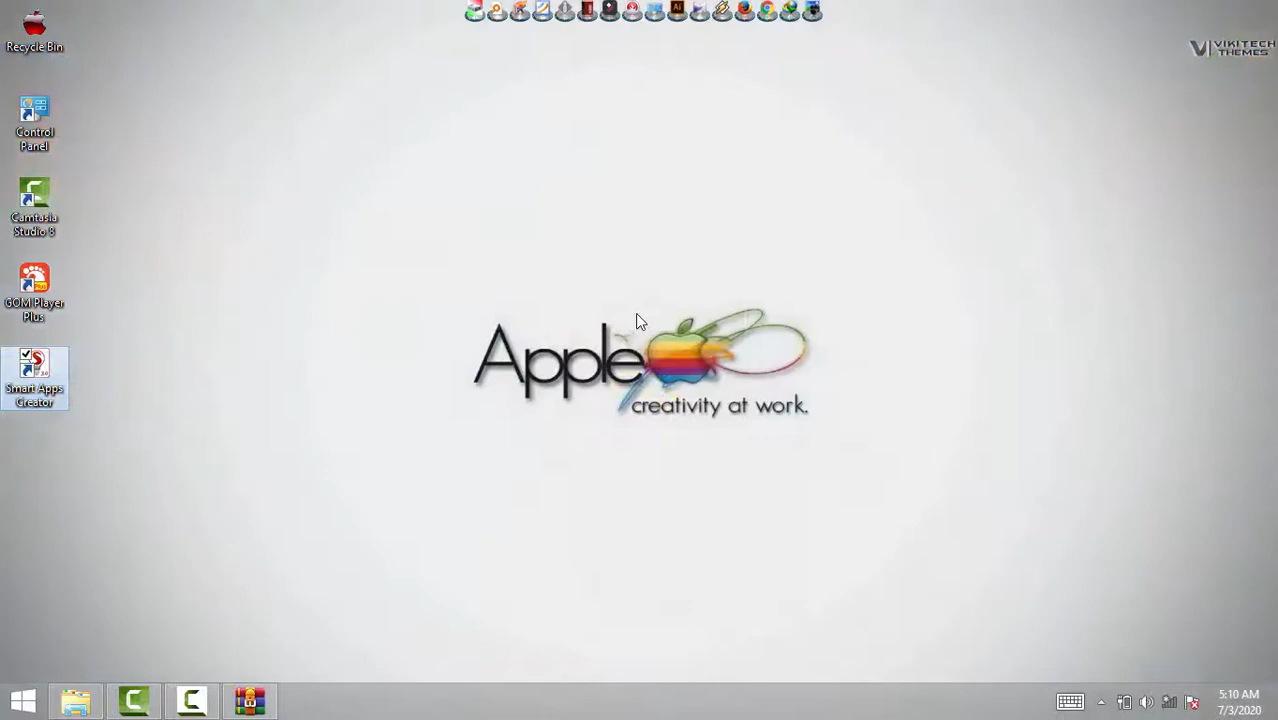 Recycle Bin
VIKITECH
THEMES
Control
Panel
Camtasia
Studio 8
GOM Player
Plus
Smart Apps
Creator
Apple
creativity at work.
5:10 AM
7/3/2020